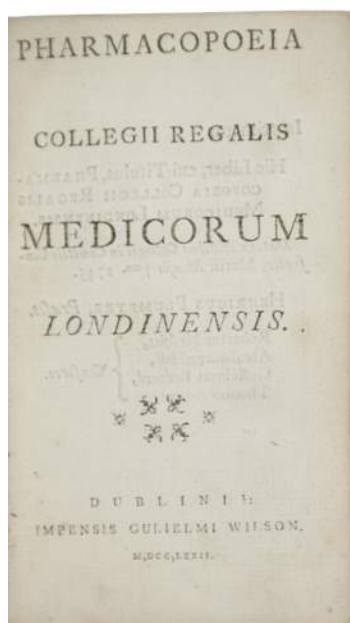 PHARMACOPOEIA
COLLEGII REGALIS
MEDICORUM
LONDINENSIS.
DUBLINII:
IMPENSIS GULIELMI WILSON.
M,DCC,LXXII.